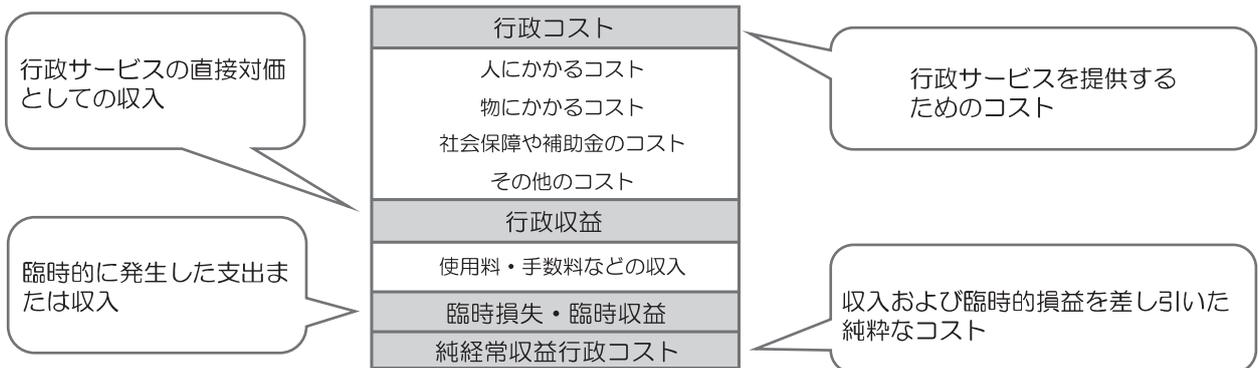 行政サービスの直接対価
としての収入
臨時的に発生した支出ま
たは収入
行政コスト
人にかかるコスト
物にかかるコスト
社会保障や補助金のコスト
その他のコスト
行政収益
使用料・手数料などの収入
臨時損失・臨時収益
純経常収益行政コスト
行政サービスを提供する
ためのコスト
収入および臨時的損益を差し引いた
純粋なコスト